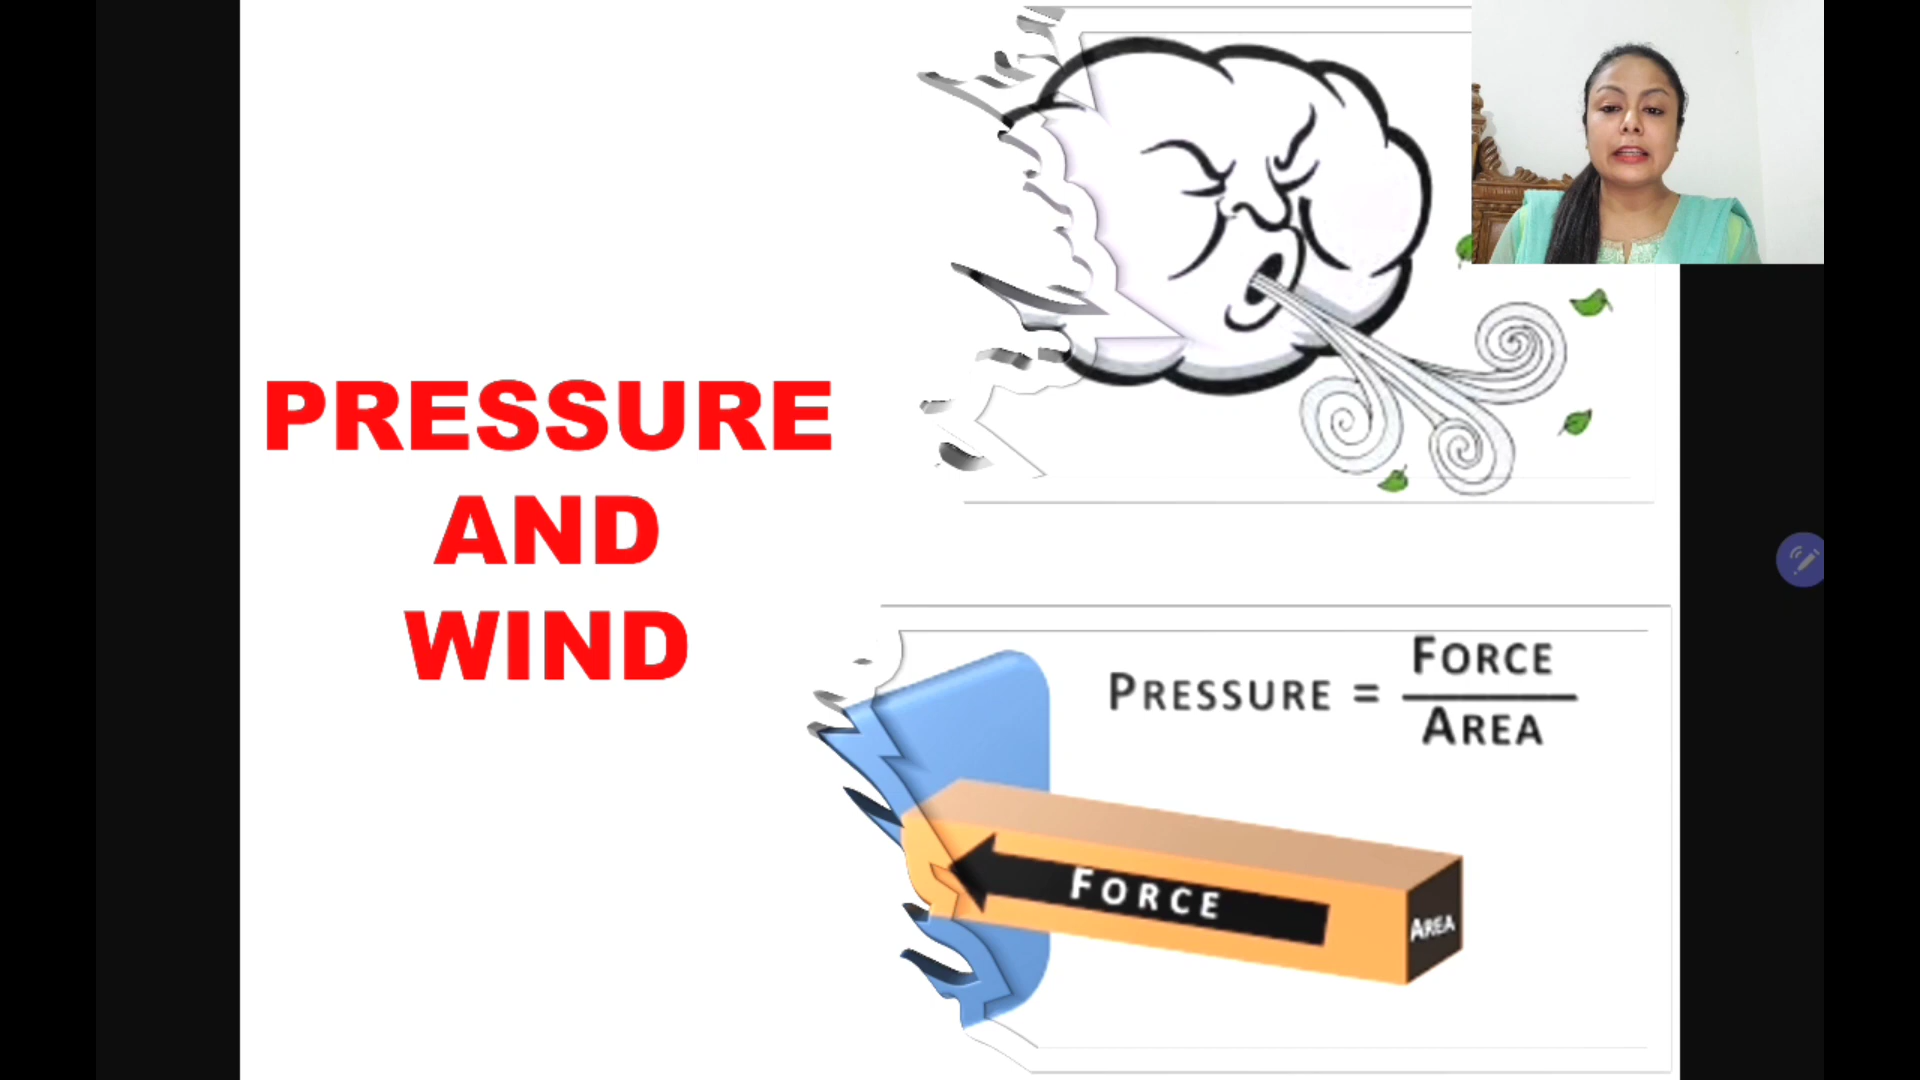 PRESSURE
AND
WIND
PRESSURE = FORCE
AREA
FORCE
AREA